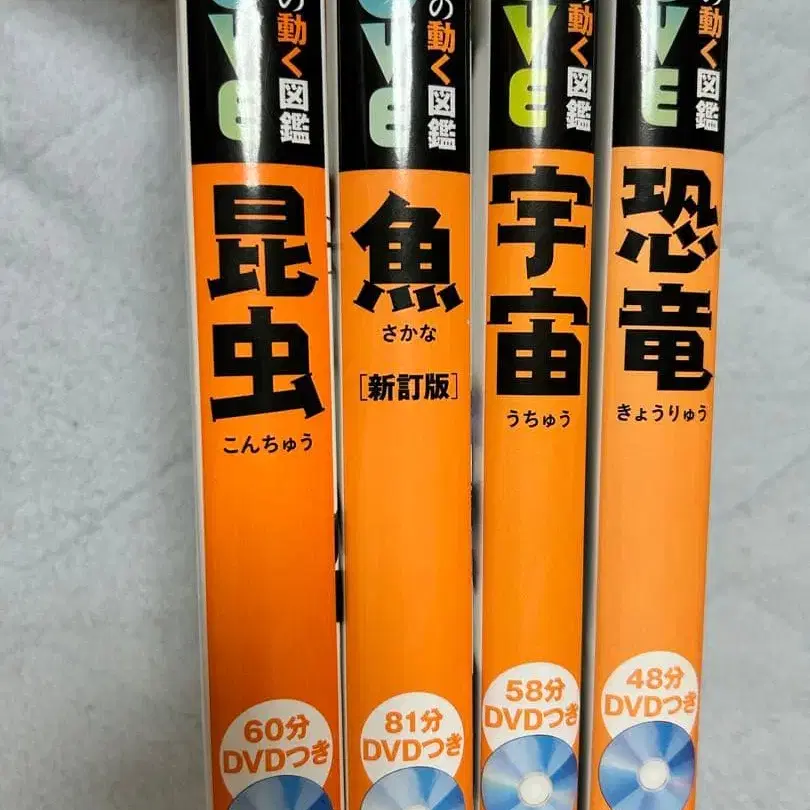 の動く図鑑
OVE
昆虫
こんちゅう
60分
DVDつき
の動く図鑑
OVE
魚
さかな
[新訂版]
81分
DVDつき
動く図鑑
VE
宇宙
うちゅう
58分
DVDつき
の動く図鑑
OVE
恐竜
きょうりゅう
48分
DVDつき